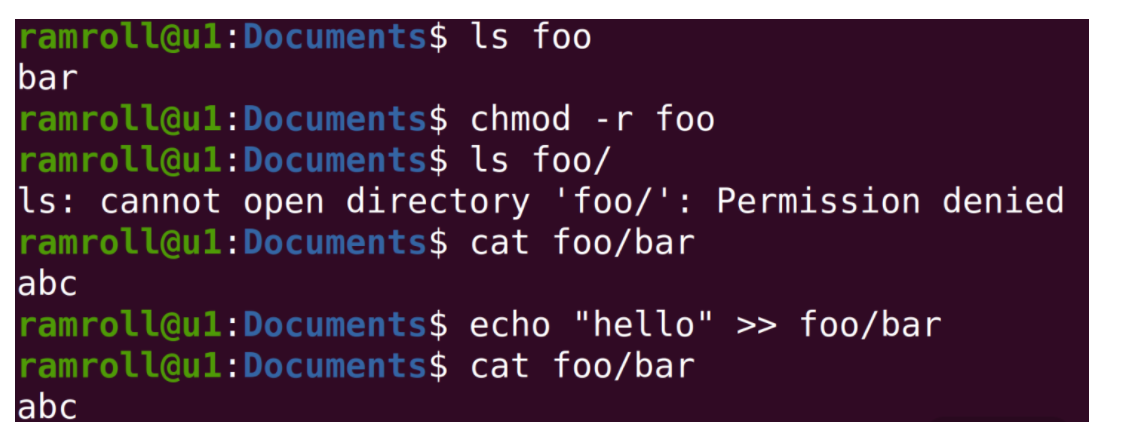 ramroll@u1:Documents$ ls foo
bar
ramroll@u1:Documents$ chmod -r foo
ramroll@u1:Documents$ ls foo/
ls: cannot open directory 'foo/': Permission denied
ramroll@u1:Documents$ cat foo/bar
abc
ramroll@u1:Documents$ echo "hello" >> foo/bar
ramroll@u1:Documents$ cat foo/bar
abc